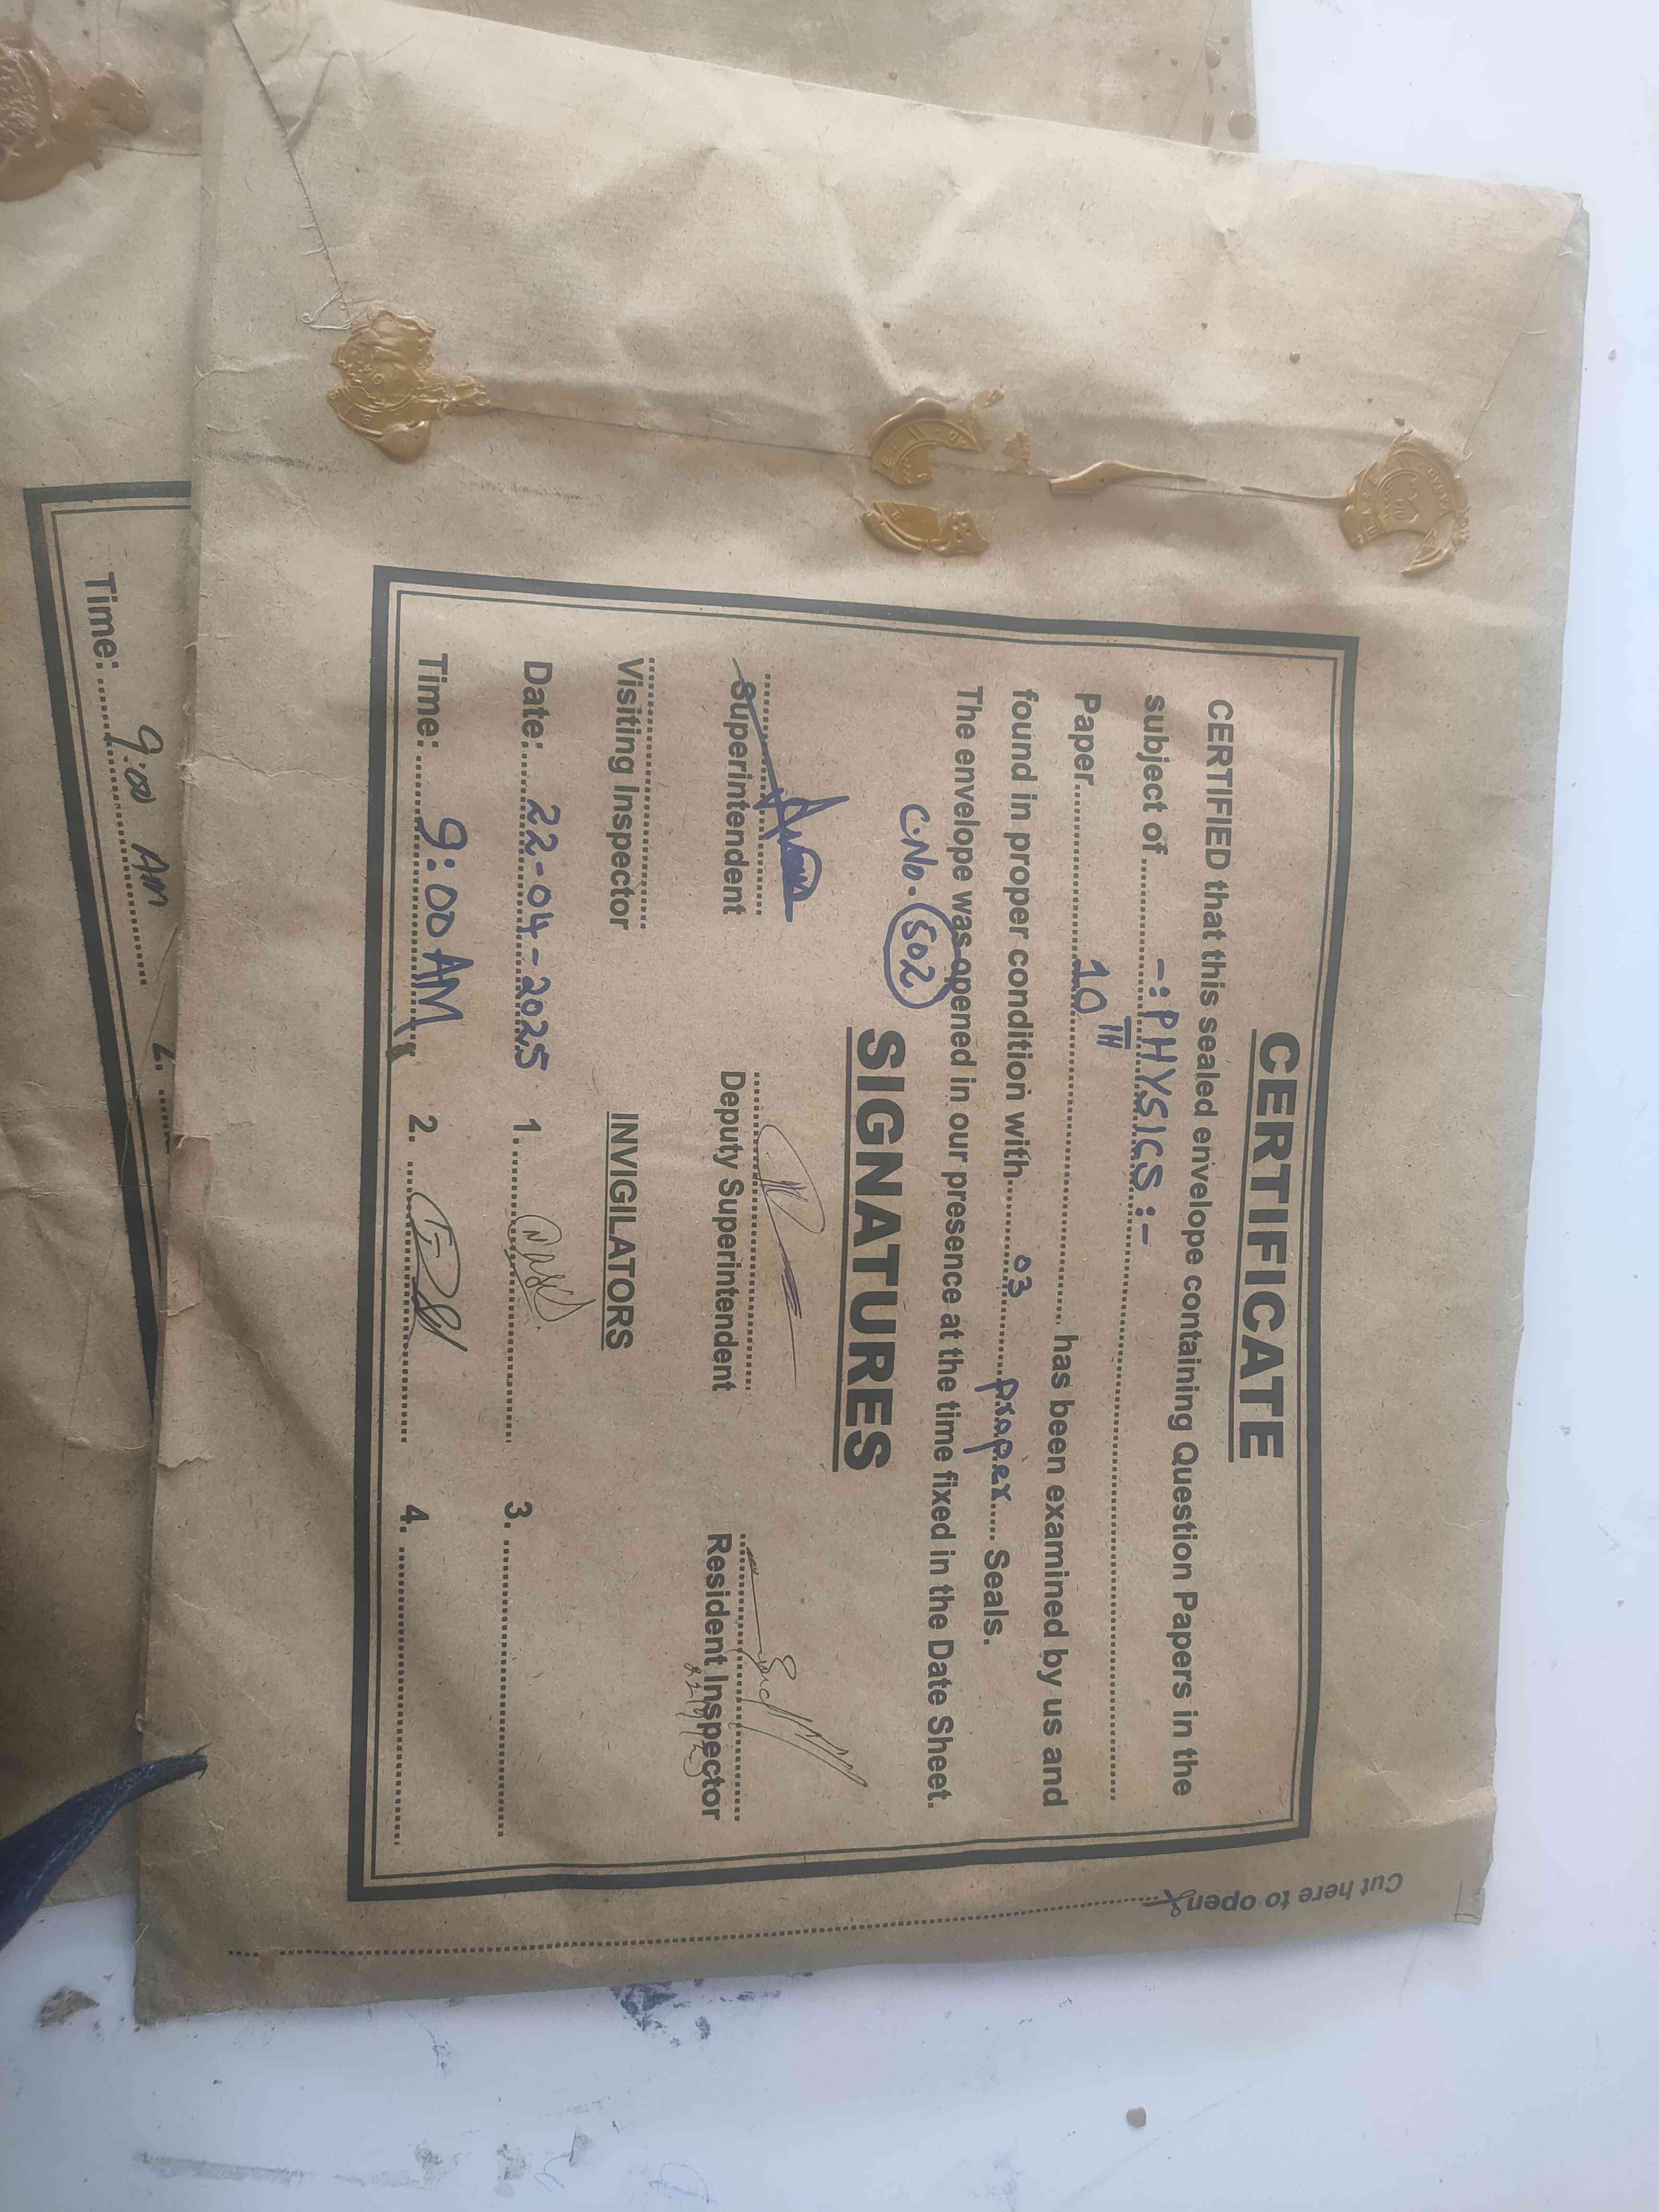 CERTIFICATE
CERTIFIED that this sealed envelope containing Question Papers in the
subject of ............ -: PHYSICS :- ............
Paper ............ 10 TH ............ has been examined by us and
found in proper condition with ...... 03 ...... proper ...... Seals.
The envelope was opened in our presence at the time fixed in the Date Sheet.
C.No. 502
SIGNATURES
Superintendent Deputy Superintendent Resident Inspector
Visiting Inspector INVIGILATORS
Date: 22-04-2025 1. ............ 3. ............
Time: 9:00 AM 2. ............ 4. ............
Cut here to open
Time: 9:00 AM 2.